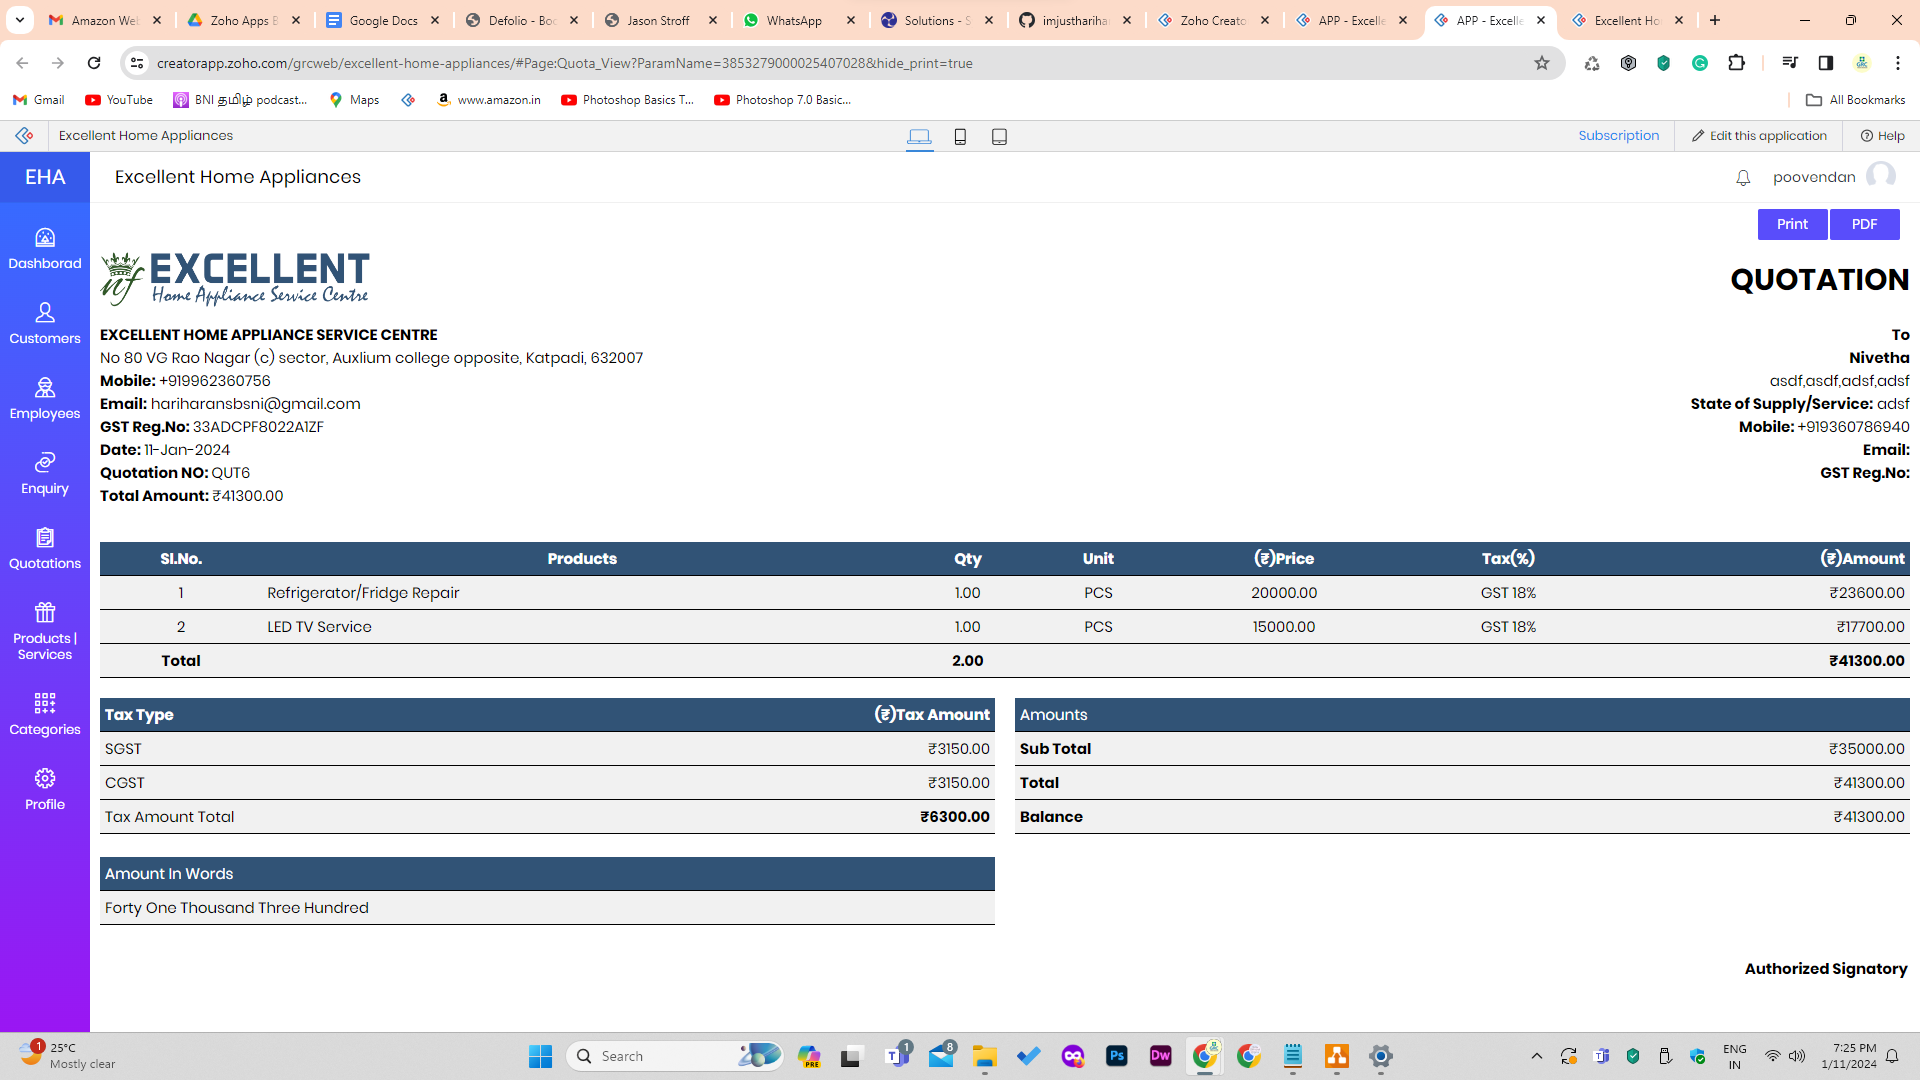 Amazon Web
Zoho Apps B
Google Docs
Defolio - Boo
Jason Stroff
WhatsApp
Solutions - S
imjustharihar
Zoho Creato
APP - Excelle
APP - Excelle
Excellent Ho
creatorapp.zoho.com/grcweb/excellent-home-appliances/#Page:Quota_View?ParamName=3853279000025407028&hide_print=true
Gmail
YouTube
BNI தமிழ் podcast...
Maps
www.amazon.in
Photoshop Basics T...
Photoshop 7.0 Basic...
All Bookmarks
Excellent Home Appliances
Subscription
Edit this application
Help
EHA
Excellent Home Appliances
poovendan
Print
PDF
Dashborad
Customers
Employees
Enquiry
Quotations
Products |
Services
Categories
Profile
nf EXCELLENT
Home Appliance Service Centre
QUOTATION
EXCELLENT HOME APPLIANCE SERVICE CENTRE
No 80 VG Rao Nagar (c) sector, Auxlium college opposite, Katpadi, 632007
Mobile: +919962360756
Email: hariharansbsni@gmail.com
GST Reg.No: 33ADCPF8022A1ZF
Date: 11-Jan-2024
Quotation NO: QUT6
Total Amount: ₹41300.00
To
Nivetha
asdf,asdf,adsf,adsf
State of Supply/Service: adsf
Mobile: +919360786940
Email:
GST Reg.No:
Sl.No. Products Qty Unit (₹)Price Tax(%) (₹)Amount
1 Refrigerator/Fridge Repair 1.00 PCS 20000.00 GST 18% ₹23600.00
2 LED TV Service 1.00 PCS 15000.00 GST 18% ₹17700.00
Total 2.00 ₹41300.00
Tax Type (₹)Tax Amount
SGST ₹3150.00
CGST ₹3150.00
Tax Amount Total ₹6300.00
Amounts
Sub Total ₹35000.00
Total ₹41300.00
Balance ₹41300.00
Amount In Words
Forty One Thousand Three Hundred
Authorized Signatory
1
25°C
Mostly clear
Search
PRE
1
8
Ps
Dw
ENG
IN
7:25 PM
1/11/2024